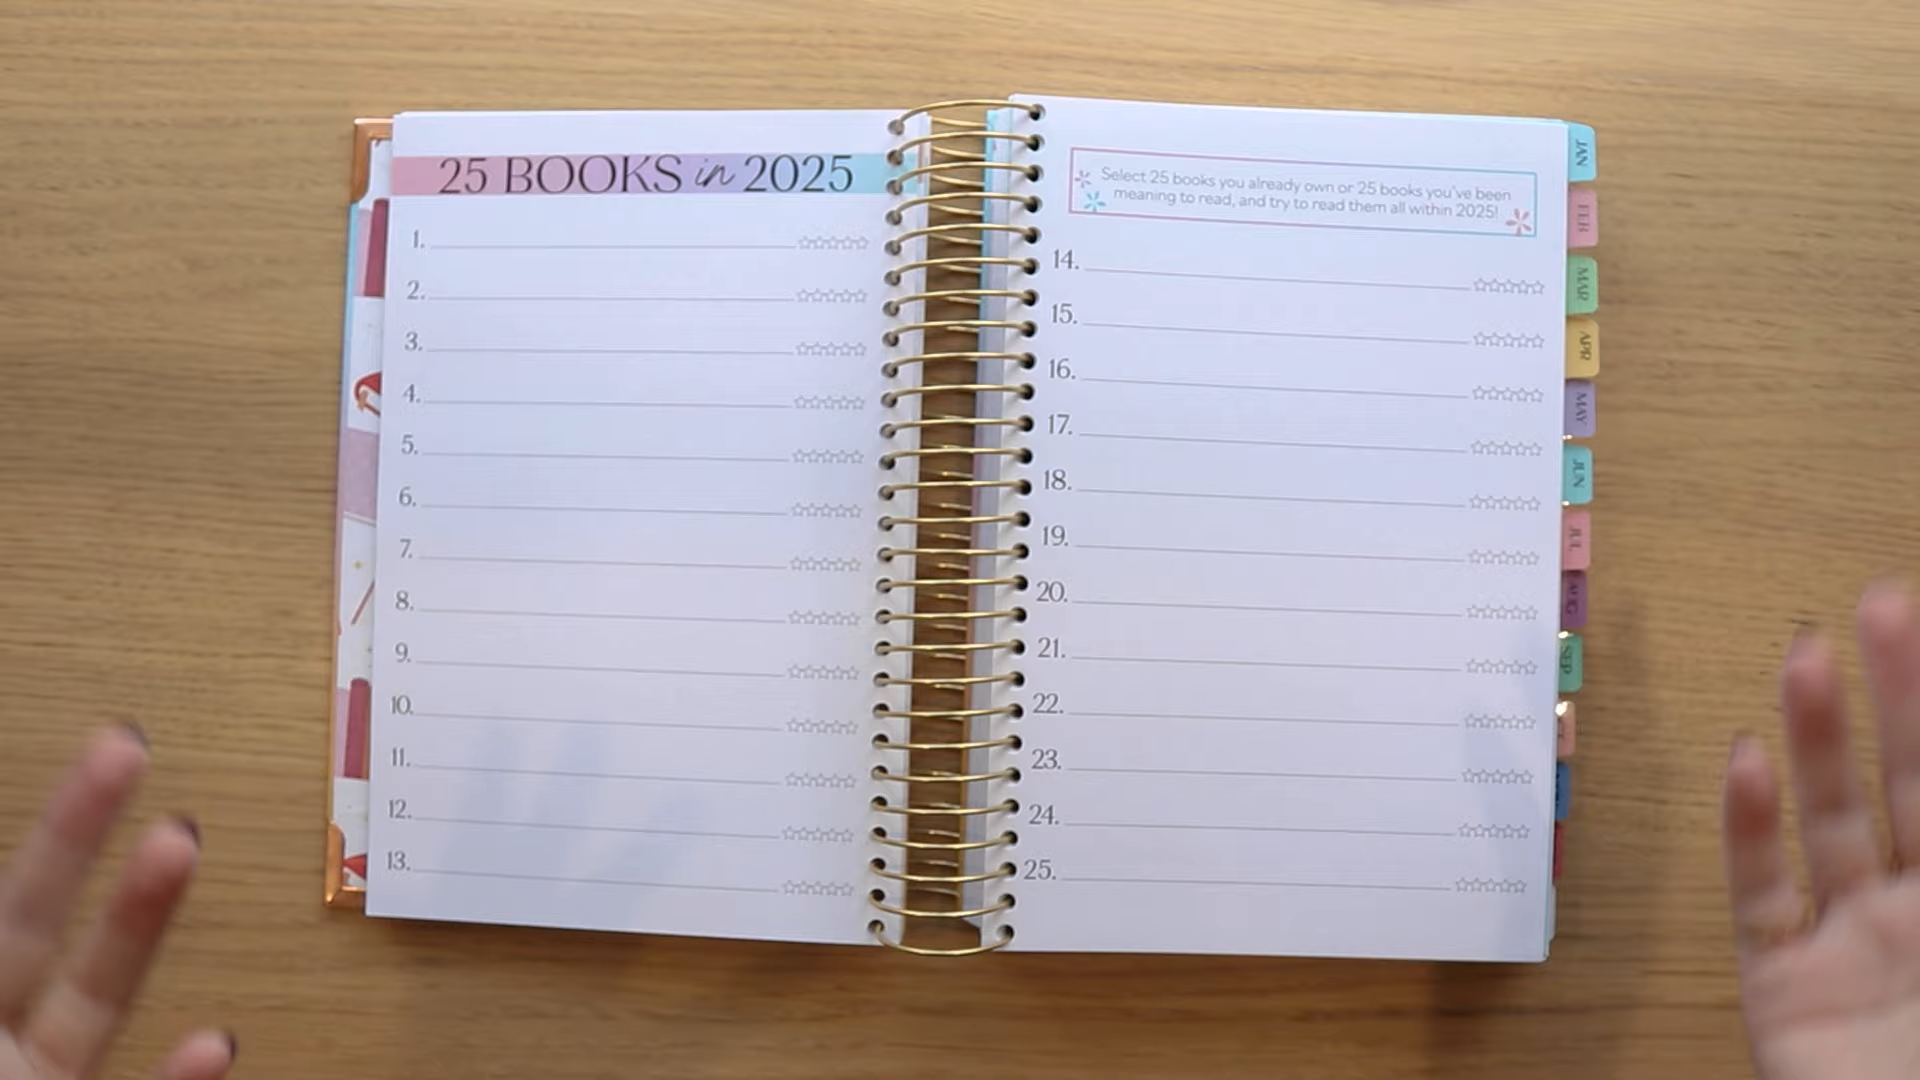 25 BOOKS in 2025
1.
2.
3.
4.
5.
6.
7.
8.
9.
10.
11.
12.
13.
Select 25 books you already own or 25 books you've been
meaning to read, and try to read them all within 2025!
14.
15.
16.
17.
18.
19.
20.
21.
22.
23.
24.
25.
JAN
FEB
MAR
APR
MAY
JUN
JUL
AUG
SEP